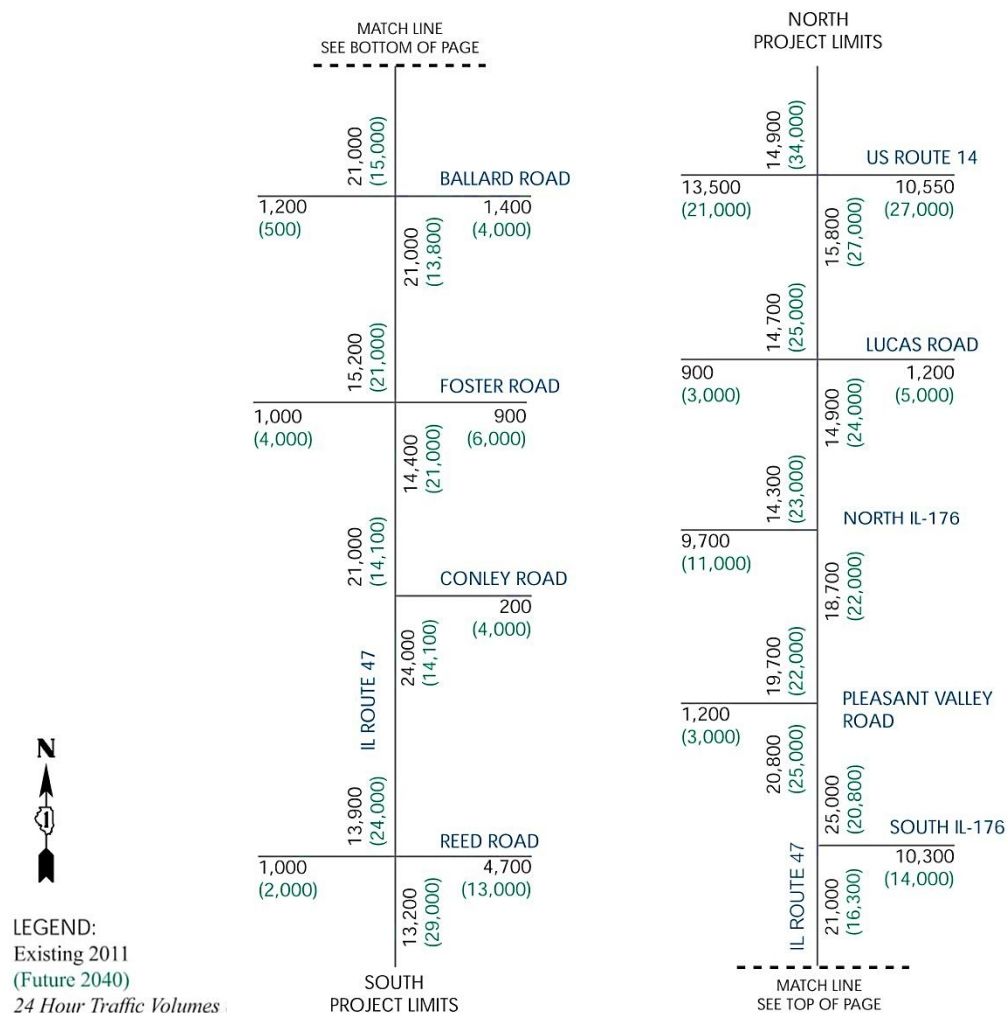 MATCH LINE
SEE BOTTOM OF PAGE
21,000
(15,000)
BALLARD ROAD
1,200
(500)
1,400
(4,000)
21,000
(13,800)
15,200
(21,000)
FOSTER ROAD
1,000
(4,000)
900
(6,000)
14,400
(21,000)
21,000
(14,100)
CONLEY ROAD
200
(4,000)
24,000
(14,100)
IL ROUTE 47
13,900
(24,000)
REED ROAD
1,000
(2,000)
4,700
(13,000)
13,200
(29,000)
SOUTH
PROJECT LIMITS
N
1
LEGEND:
Existing 2011
(Future 2040)
24 Hour Traffic Volumes
NORTH
PROJECT LIMITS
14,900
(34,000)
US ROUTE 14
13,500
(21,000)
10,550
(27,000)
15,800
(27,000)
14,700
(25,000)
LUCAS ROAD
900
(3,000)
1,200
(5,000)
14,900
(24,000)
14,300
(23,000)
NORTH IL-176
9,700
(11,000)
18,700
(22,000)
19,700
(22,000)
PLEASANT VALLEY
ROAD
1,200
(3,000)
20,800
(25,000)
25,000
(20,800)
SOUTH IL-176
10,300
(14,000)
IL ROUTE 47
21,000
(16,300)
MATCH LINE
SEE TOP OF PAGE